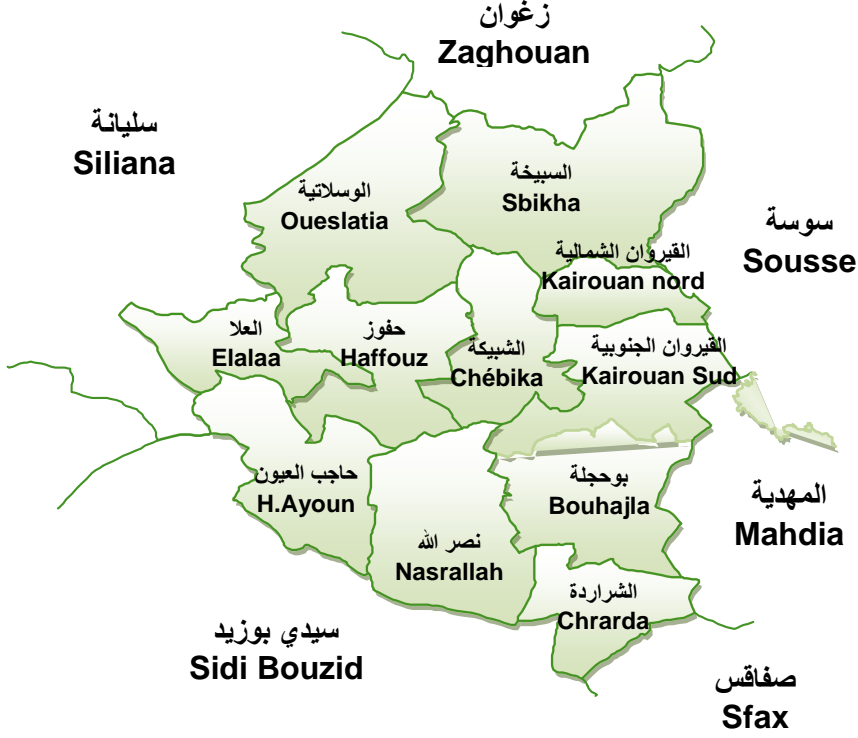 زغوان
Zaghouan
سليانة
Siliana
السبيخة
Sbikha
الوسلاتية
Oueslatia
سوسة
Sousse
القيروان الشمالية
Kairouan nord
العلا
Elalaa
حفوز
Haffouz
الشبيكة
Chébika
القيروان الجنوبية
Kairouan Sud
حاجب العيون
H.Ayoun
بوحجلة
Bouhajla
المهدية
Mahdia
نصر الله
Nasrallah
الشراردة
Chrarda
سيدي بوزيد
Sidi Bouzid
صفاقس
Sfax